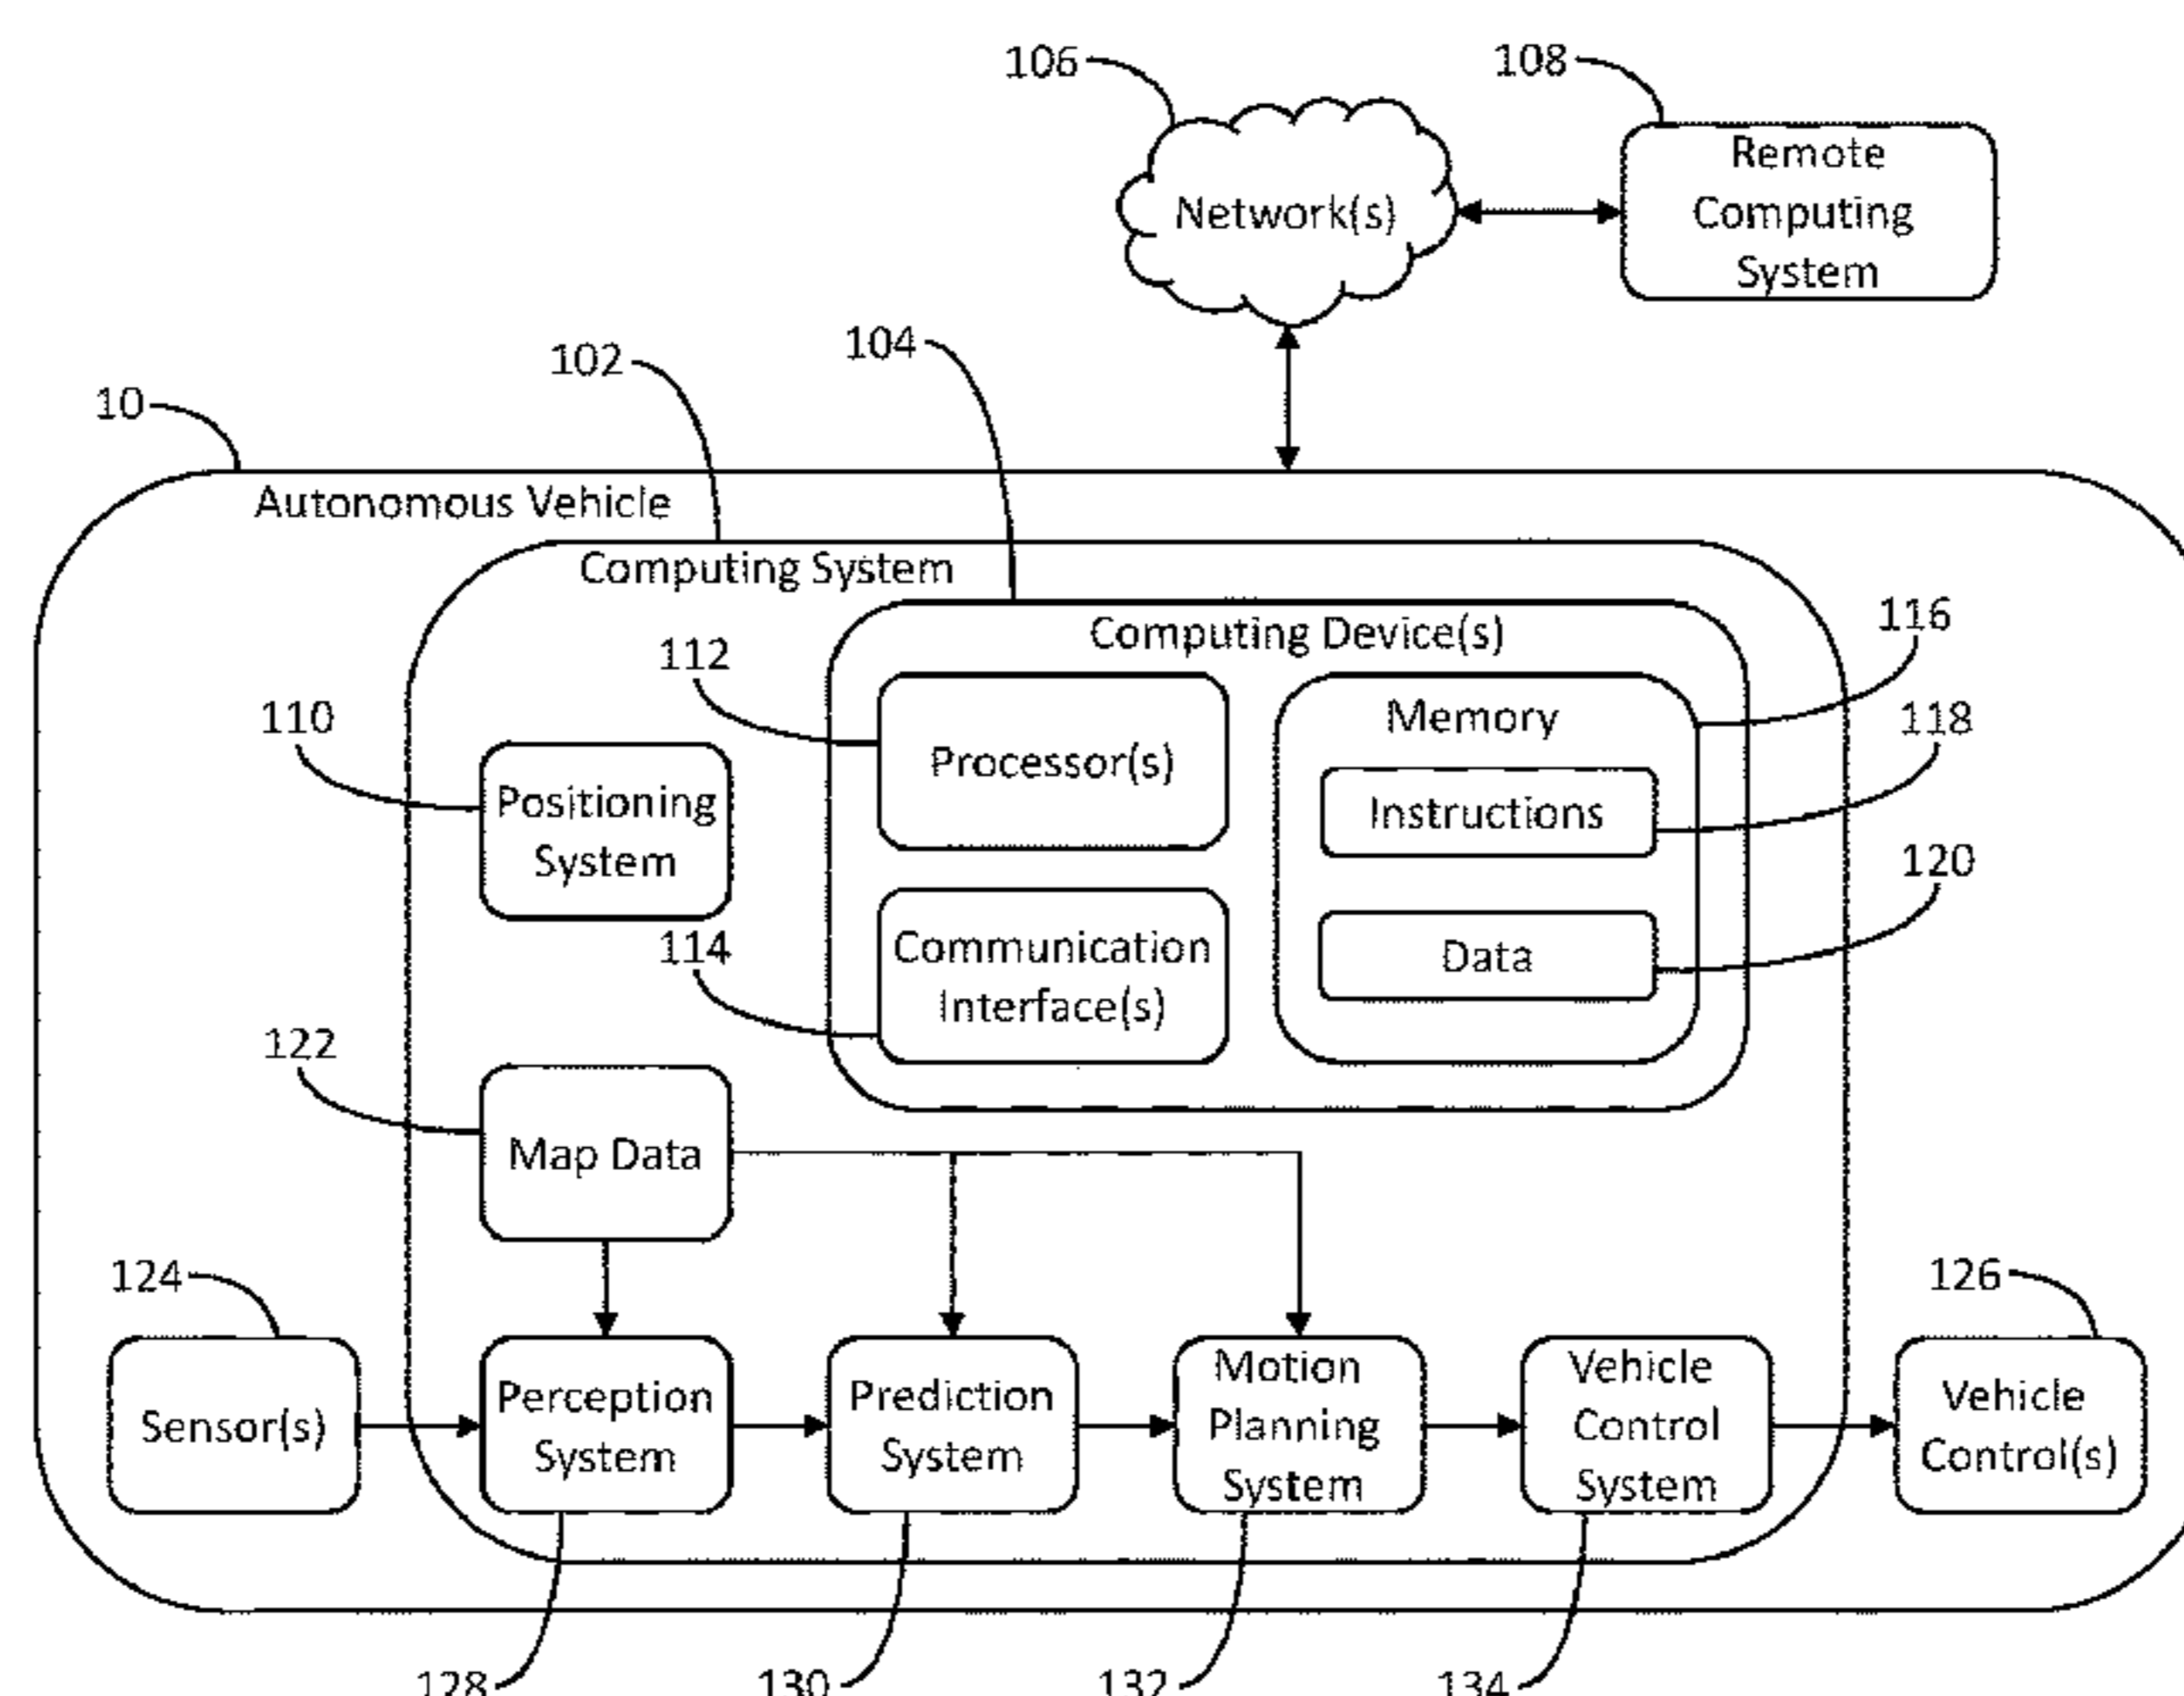 106
108
Remote
Computing
System
Network(s)
102
104
10
Autonomous Vehicle
Computing System
Computing Device(s)
116
112
110
Memory
118
Processor(s)
Positioning
System
Instructions
120
114
Communication
Interface(s)
Data
122
Map Data
124
126
Sensor(s)
Perception
System
Prediction
System
Motion
Planning
System
Vehicle
Control
System
Vehicle
Control(s)
128
130
132
134